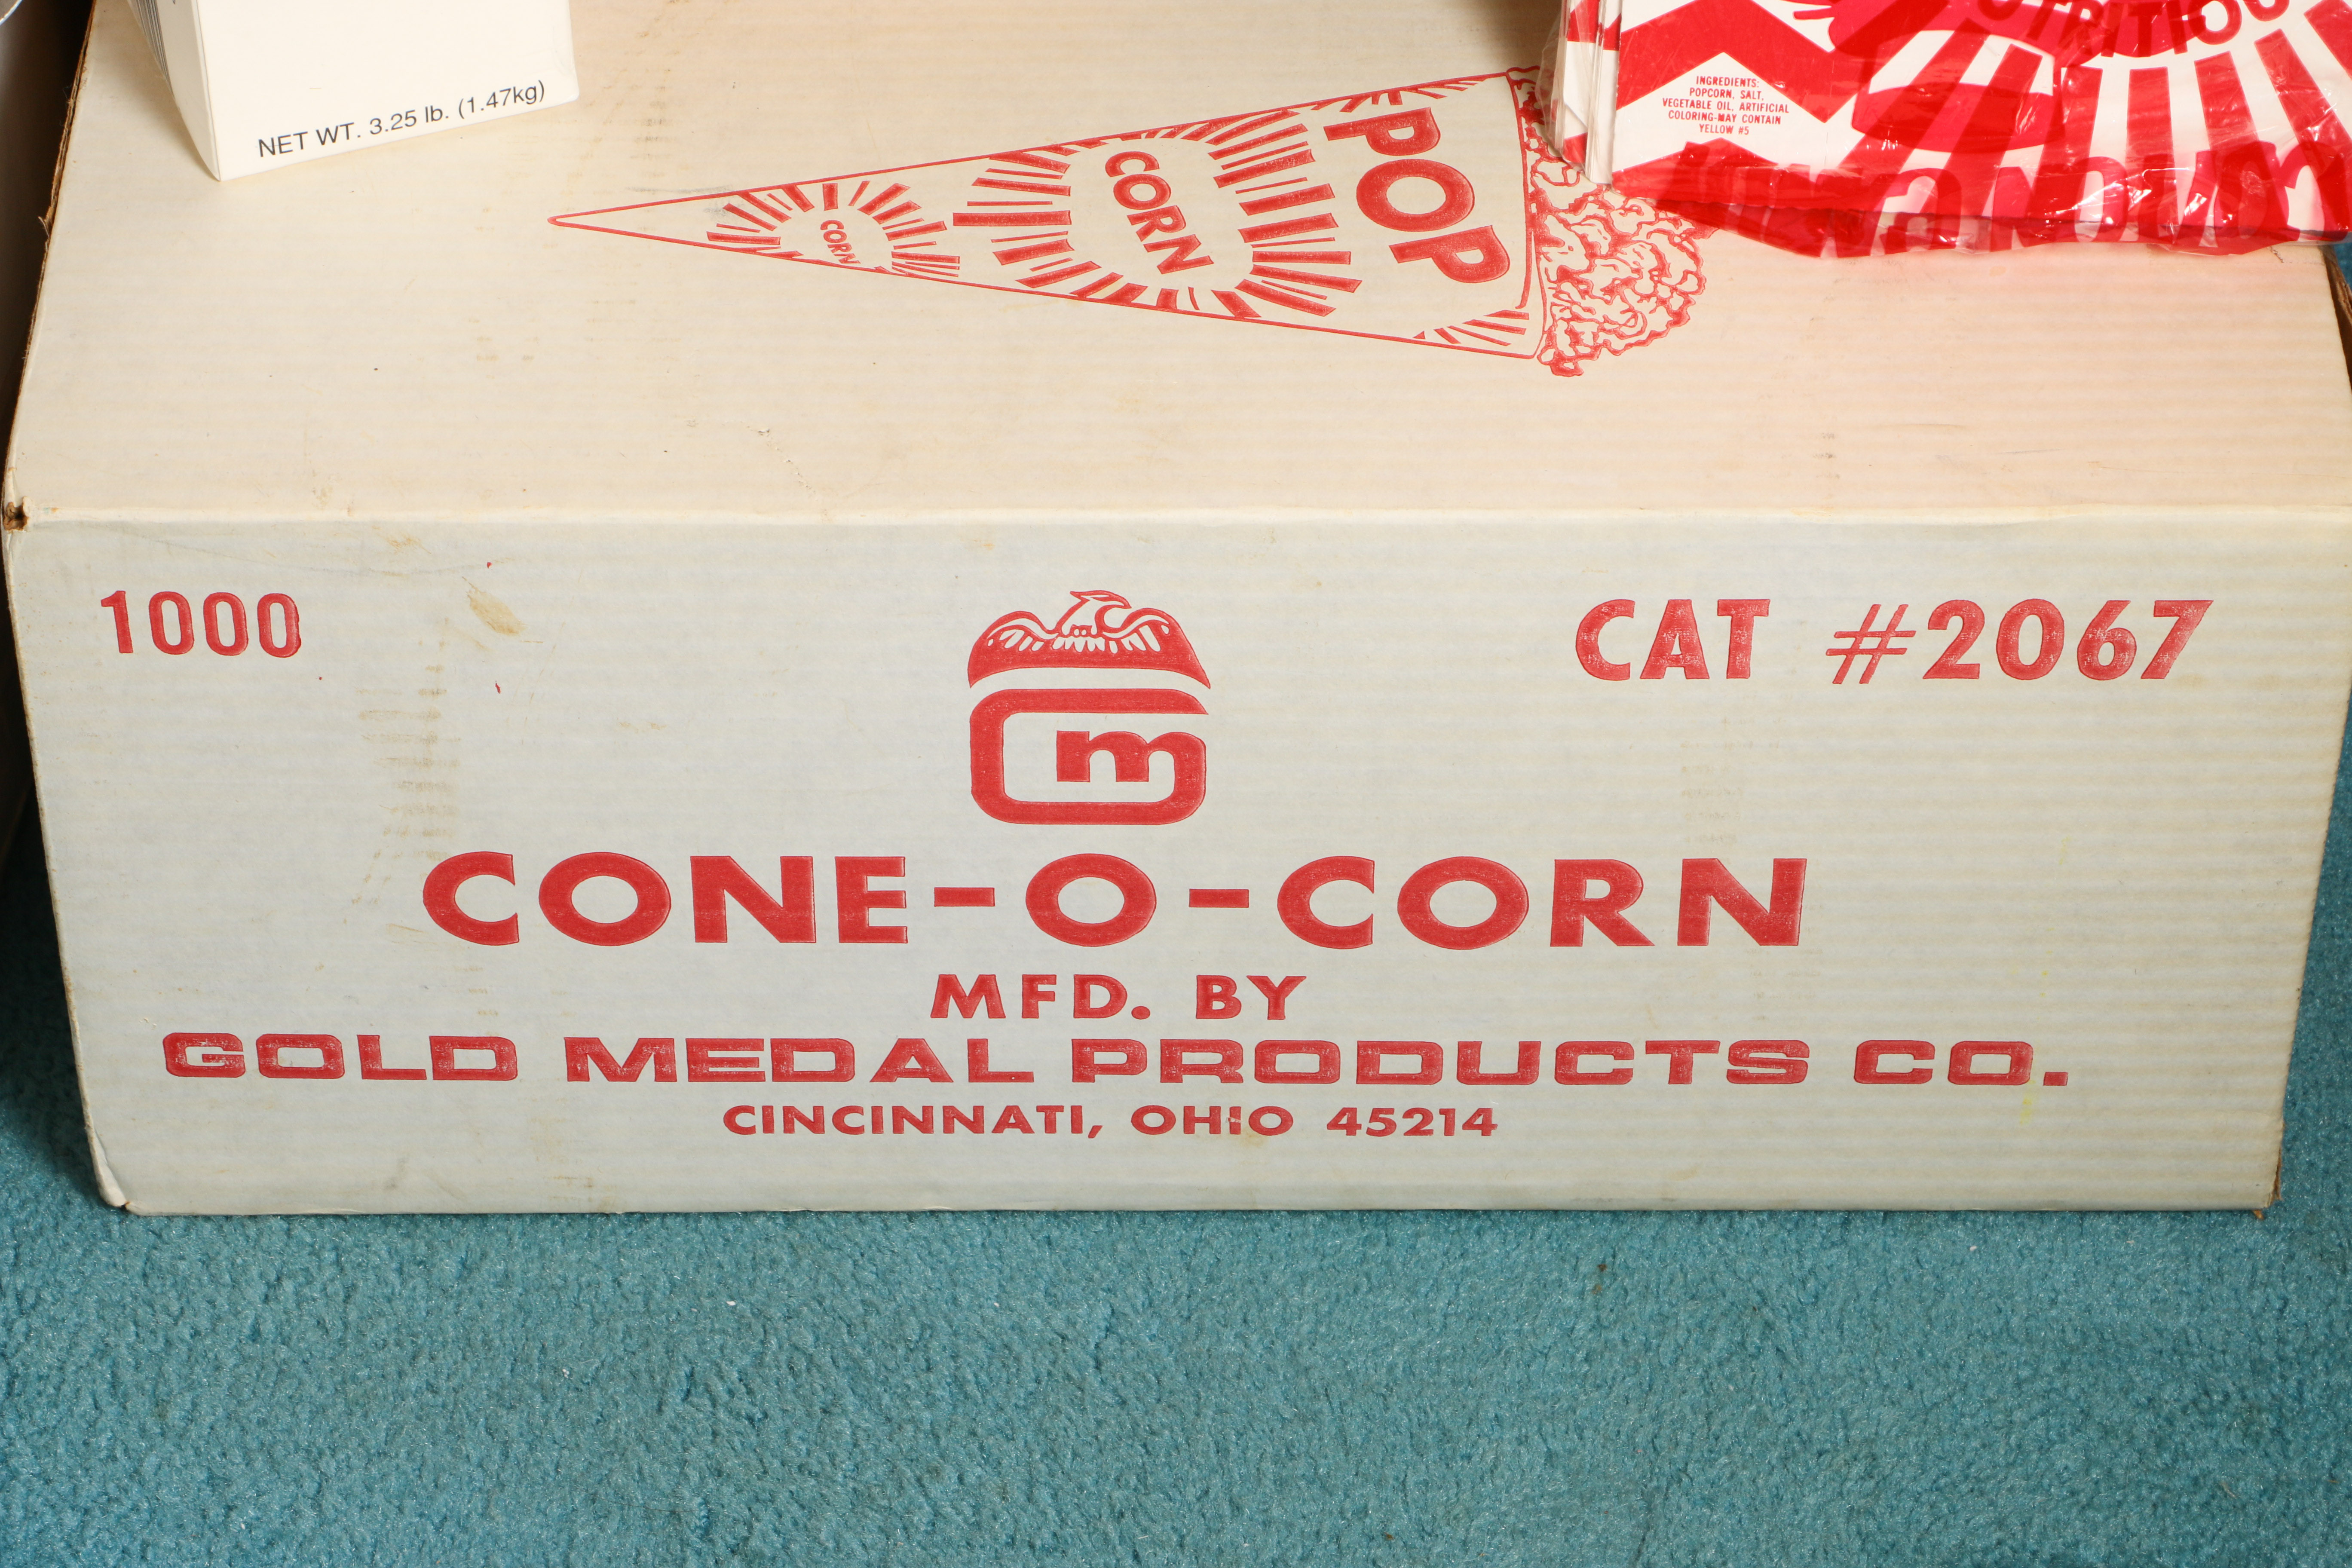 NET WT. 3.25 lb. (1.47kg)
POP
CORN
CORN
INGREDIENTS:
POPCORN, SALT,
VEGETABLE OIL, ARTIFICIAL
COLORING-MAY CONTAIN
YELLOW #5
1000
CAT #2067
Gm
CONE-O-CORN
MFD. BY
GOLD MEDAL PRODUCTS CO.
CINCINNATI, OHIO 45214